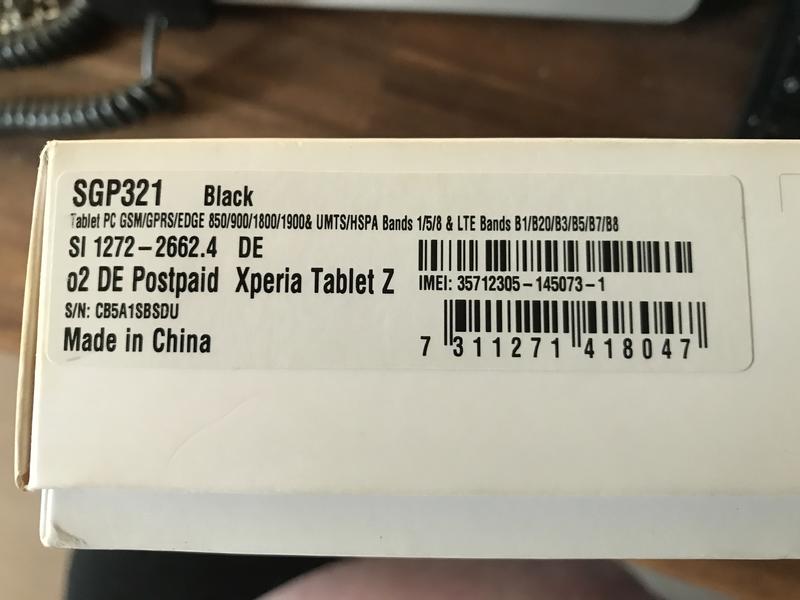 SGP321 Black
Tablet PC GSM/GPRS/EDGE 850/900/1800/1900& UMTS/HSPA Bands 1/5/8 & LTE Bands B1/B20/B3/B5/B7/B8
SI 1272-2662.4 DE
o2 DE Postpaid Xperia Tablet Z
IMEI: 35712305-145073-1
S/N: CB5A1SBSDU
Made in China
7 311271 418047